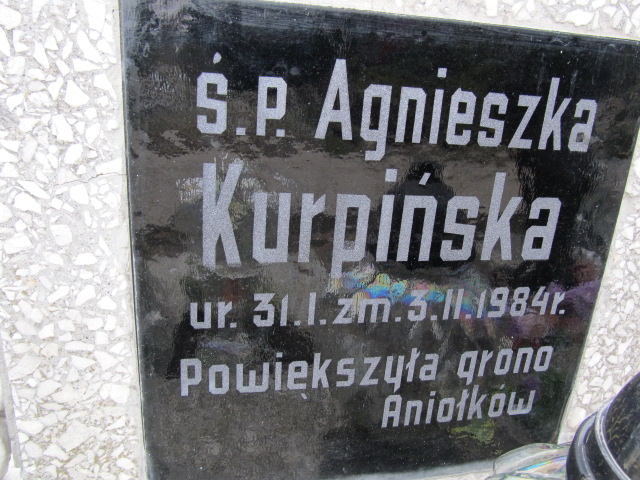 Ś.P. Agnieszka
Kurpińska
ur. 31.I.zm.3.II.1984r.
Powiększyła grono
Aniołków